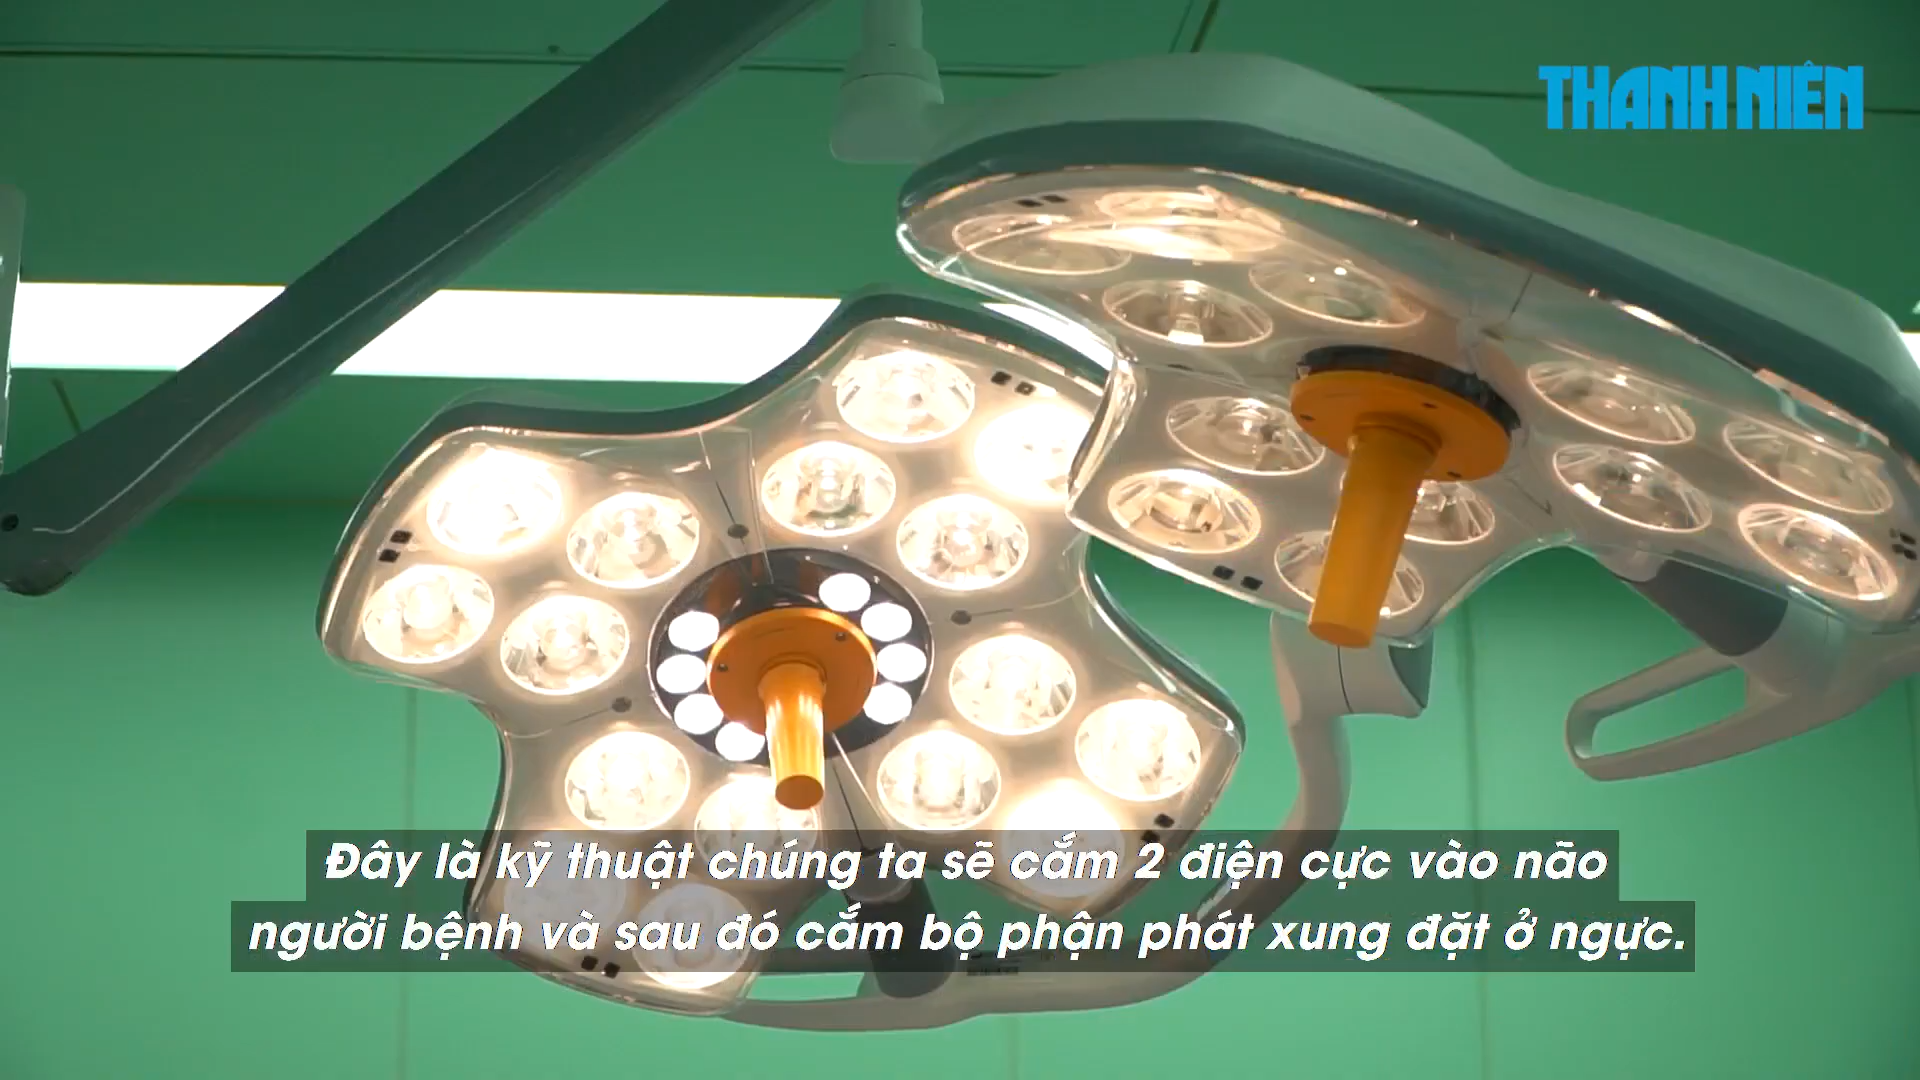 THANH NIÊN
Đây là kỹ thuật chúng ta sẽ cắm 2 điện cực vào não
người bệnh và sau đó cắm bộ phận phát xung đặt ở ngực.